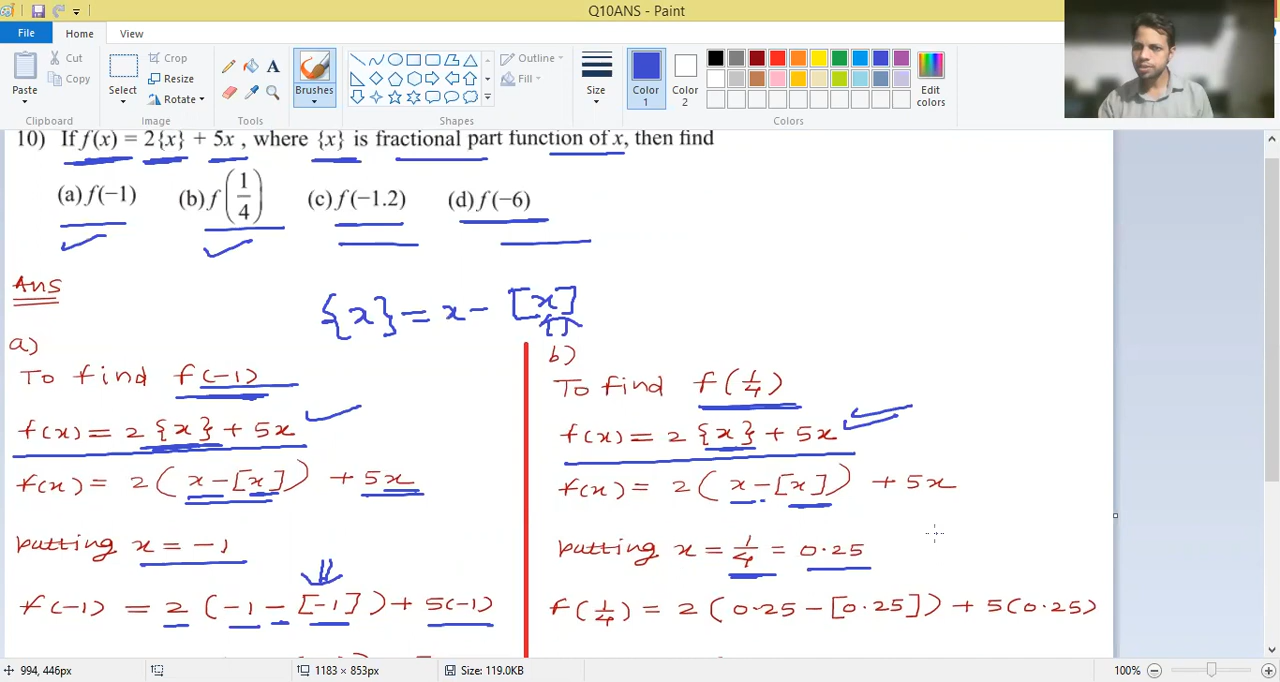 Q10ANS - Paint
File Home View
Paste
Cut
Copy
Clipboard
Select
Crop
Resize
Rotate
Image
A
Tools
Brushes
Outline
Fill
Shapes
Size
Color 1
Color 2
Edit colors
Colors
10) If f(x) = 2{x} + 5x , where {x} is fractional part function of x, then find
(a) f(−1) (b) f(1/4) (c) f(−1.2) (d) f(−6)
Ans
{x} = x − [x]
a)
To find f(-1)
f(x) = 2 {x} + 5x
f(x) = 2 (x − [x]) + 5x
putting x = -1
f(-1) = 2 (-1 - [-1]) + 5(-1)
b)
To find f(1/4)
f(x) = 2 {x} + 5x
f(x) = 2 (x − [x]) + 5x
putting x = 1/4 = 0.25
f(1/4) = 2 (0.25 − [0.25]) + 5(0.25)
994, 446px
1183 × 853px
Size: 119.0KB
100%